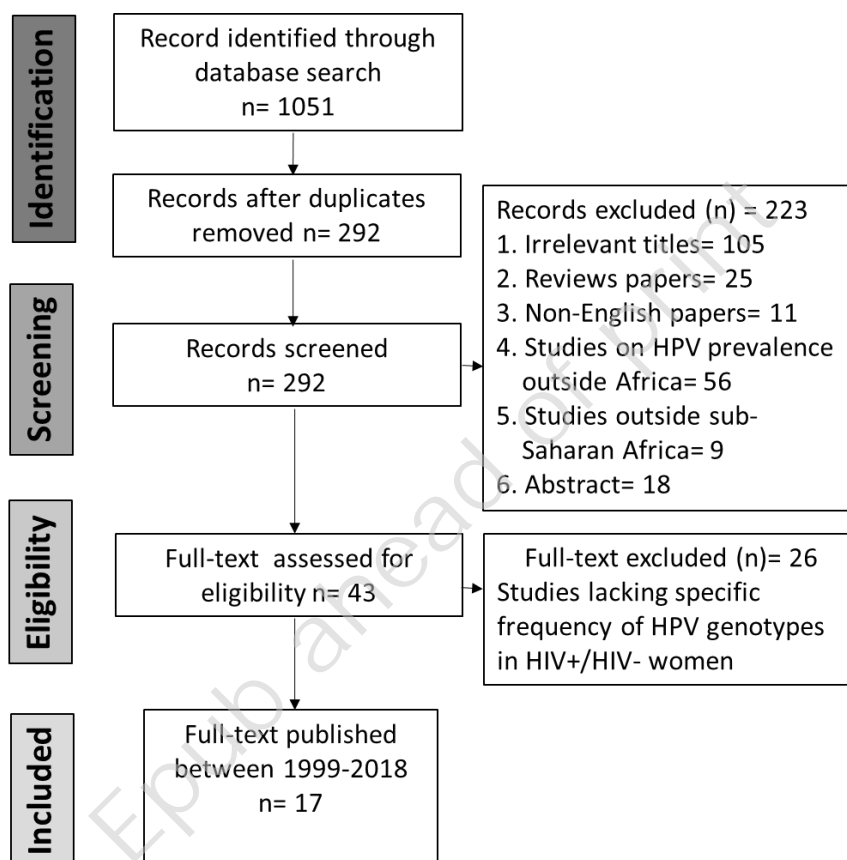 Identification
Record identified through
database search
n= 1051
Records after duplicates
removed n= 292
Screening
Records screened
n= 292
Records excluded (n) = 223
1. Irrelevant titles= 105
2. Reviews papers= 25
3. Non-English papers= 11
4. Studies on HPV prevalence
outside Africa= 56
5. Studies outside sub-
Saharan Africa= 9
6. Abstract= 18
Eligibility
Full-text assessed for
eligibility n= 43
Full-text excluded (n)= 26
Studies lacking specific
frequency of HPV genotypes
in HIV+/HIV- women
Included
Full-text published
between 1999-2018
n= 17
Epub ahead of print